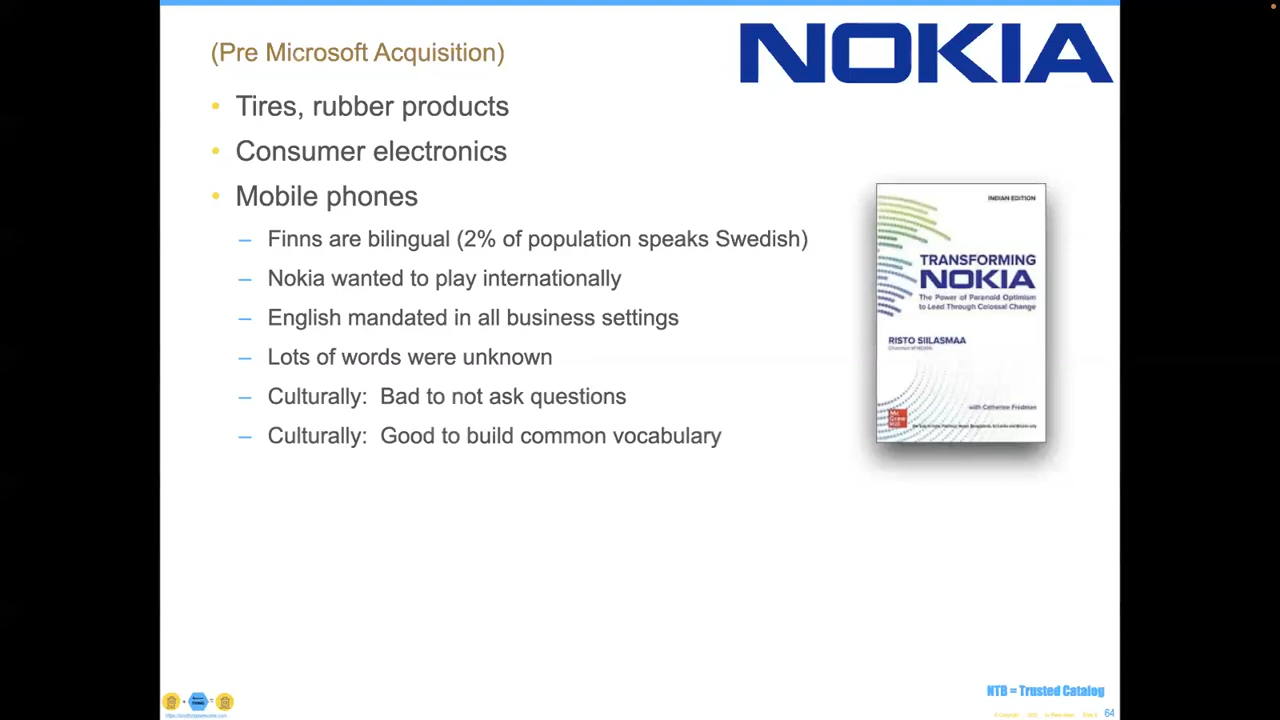 (Pre Microsoft Acquisition)
NOKIA
• Tires, rubber products
• Consumer electronics
• Mobile phones
– Finns are bilingual (2% of population speaks Swedish)
– Nokia wanted to play internationally
– English mandated in all business settings
– Lots of words were unknown
– Culturally: Bad to not ask questions
– Culturally: Good to build common vocabulary
INDIAN EDITION
TRANSFORMING
NOKIA
The Power of Paranoid Optimism
to Lead Through Colossal Change
RISTO SIILASMAA
with Catherine Fredman
Mc
Graw
Hill
NTB = Trusted Catalog
64